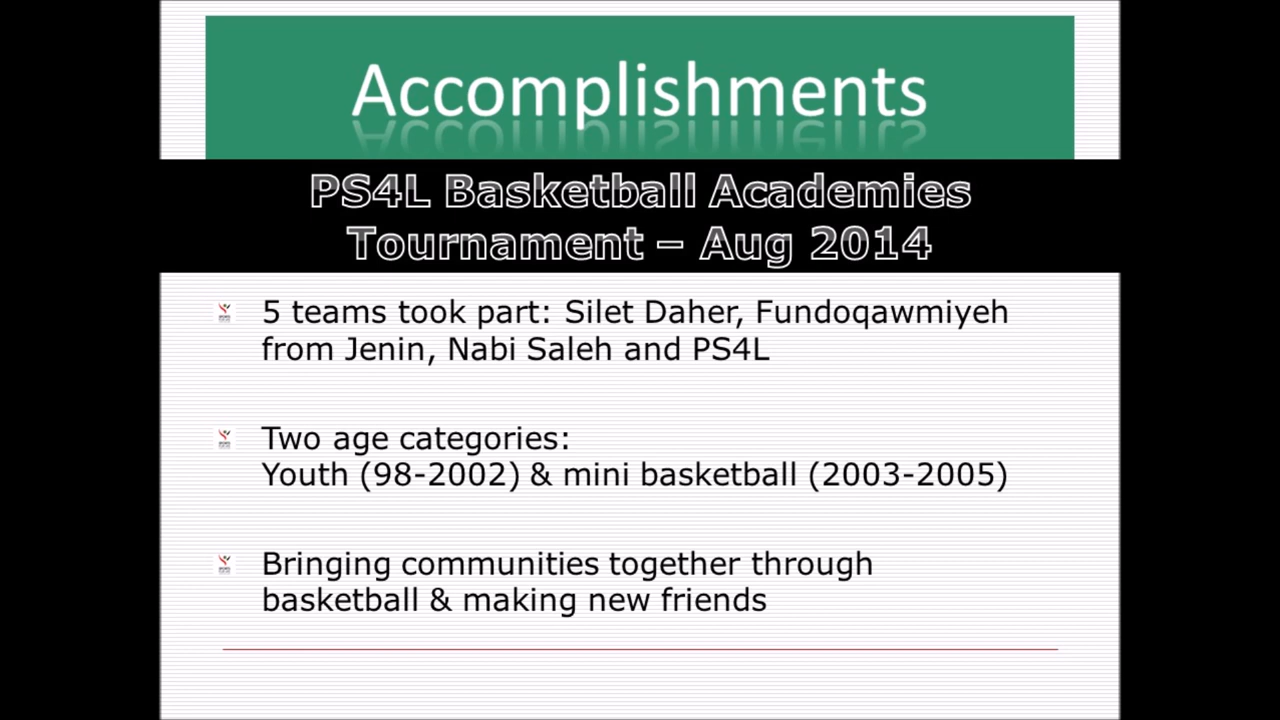 Accomplishments
PS4L Basketball Academies
Tournament – Aug 2014
5 teams took part: Silet Daher, Fundoqawmiyeh
from Jenin, Nabi Saleh and PS4L
Two age categories:
Youth (98-2002) & mini basketball (2003-2005)
Bringing communities together through
basketball & making new friends